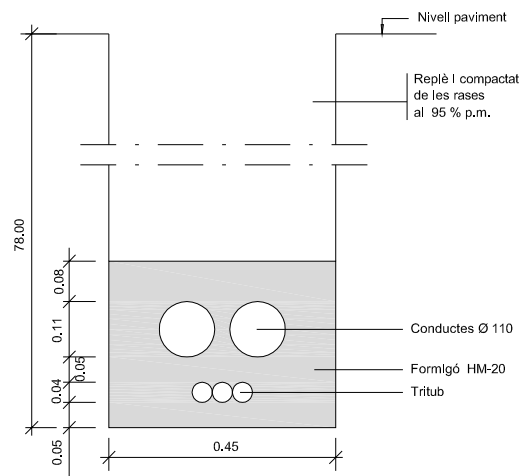 Nivell paviment
Replè I compactat
de les rases
al 95 % p.m.
78.00
0.08
0.11
0.05
0.04
0.05
Conductes Ø 110
FormIgó HM-20
Tritub
0.45